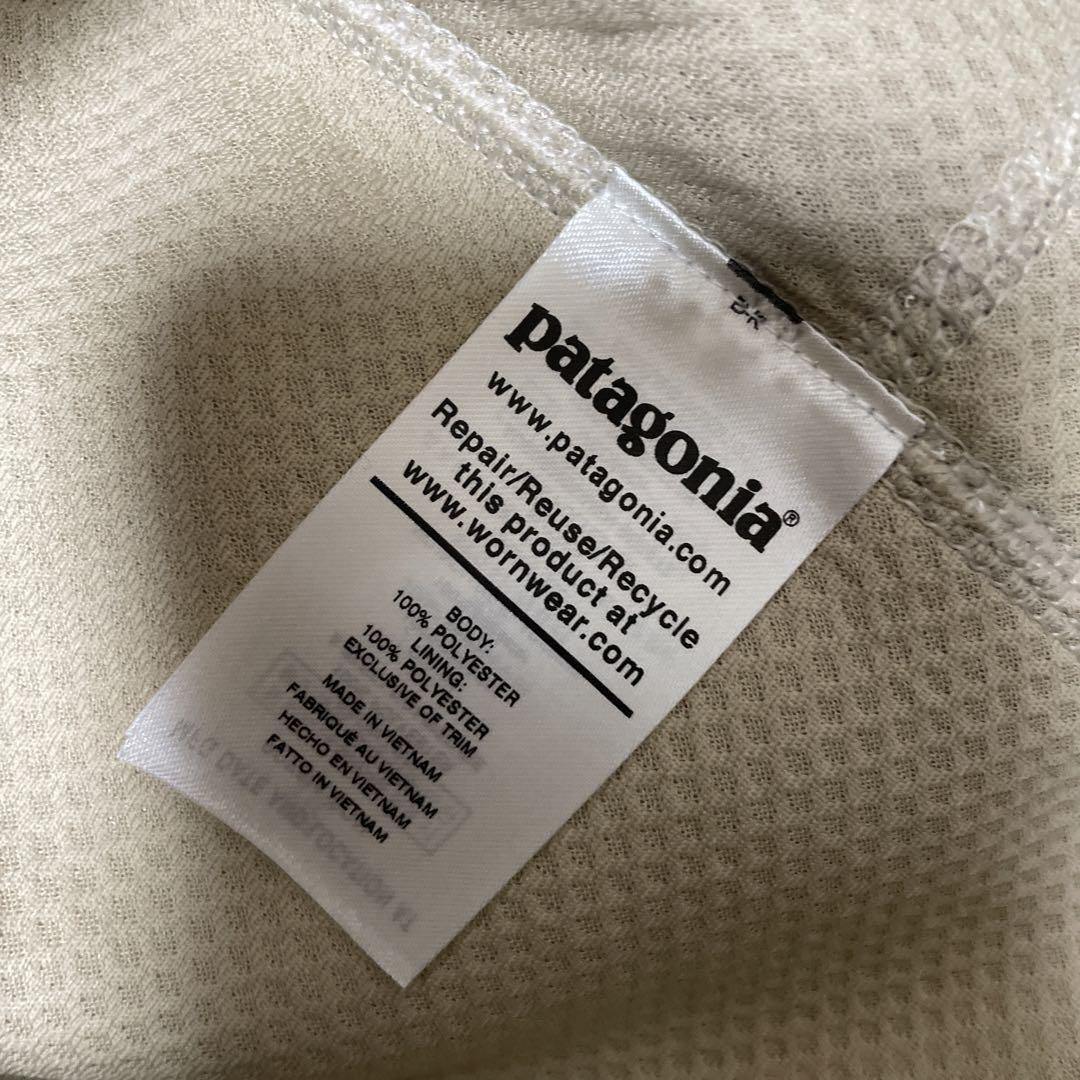 patagonia®
www.patagonia.com
Repair/Reuse/Recycle
this product at
www.wornwear.com
BODY:
100% POLYESTER
LINING:
100% POLYESTER
EXCLUSIVE OF TRIM
MADE IN VIETNAM
FABRIQUÉ AU VIETNAM
HECHO EN VIETNAM
FATTO IN VIETNAM